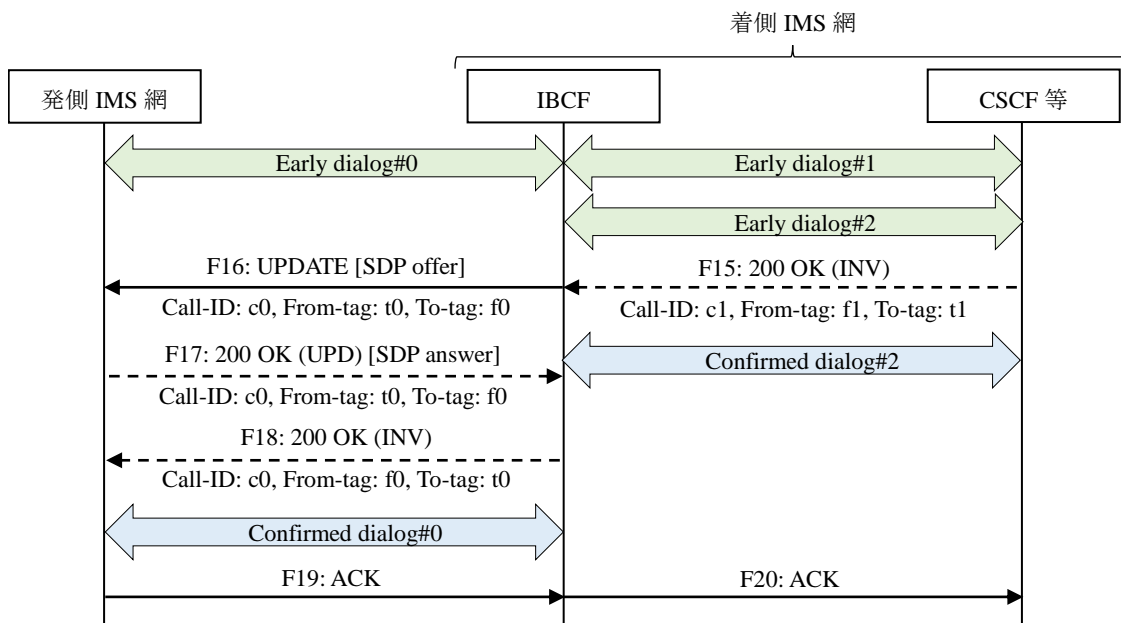 着側 IMS 網
発側 IMS 網
IBCF
CSCF 等
Early dialog#0
Early dialog#1
Early dialog#2
F16: UPDATE [SDP offer]
F15: 200 OK (INV)
Call-ID: c0, From-tag: t0, To-tag: f0
Call-ID: c1, From-tag: f1, To-tag: t1
F17: 200 OK (UPD) [SDP answer]
Confirmed dialog#2
Call-ID: c0, From-tag: t0, To-tag: f0
F18: 200 OK (INV)
Call-ID: c0, From-tag: f0, To-tag: t0
Confirmed dialog#0
F19: ACK
F20: ACK